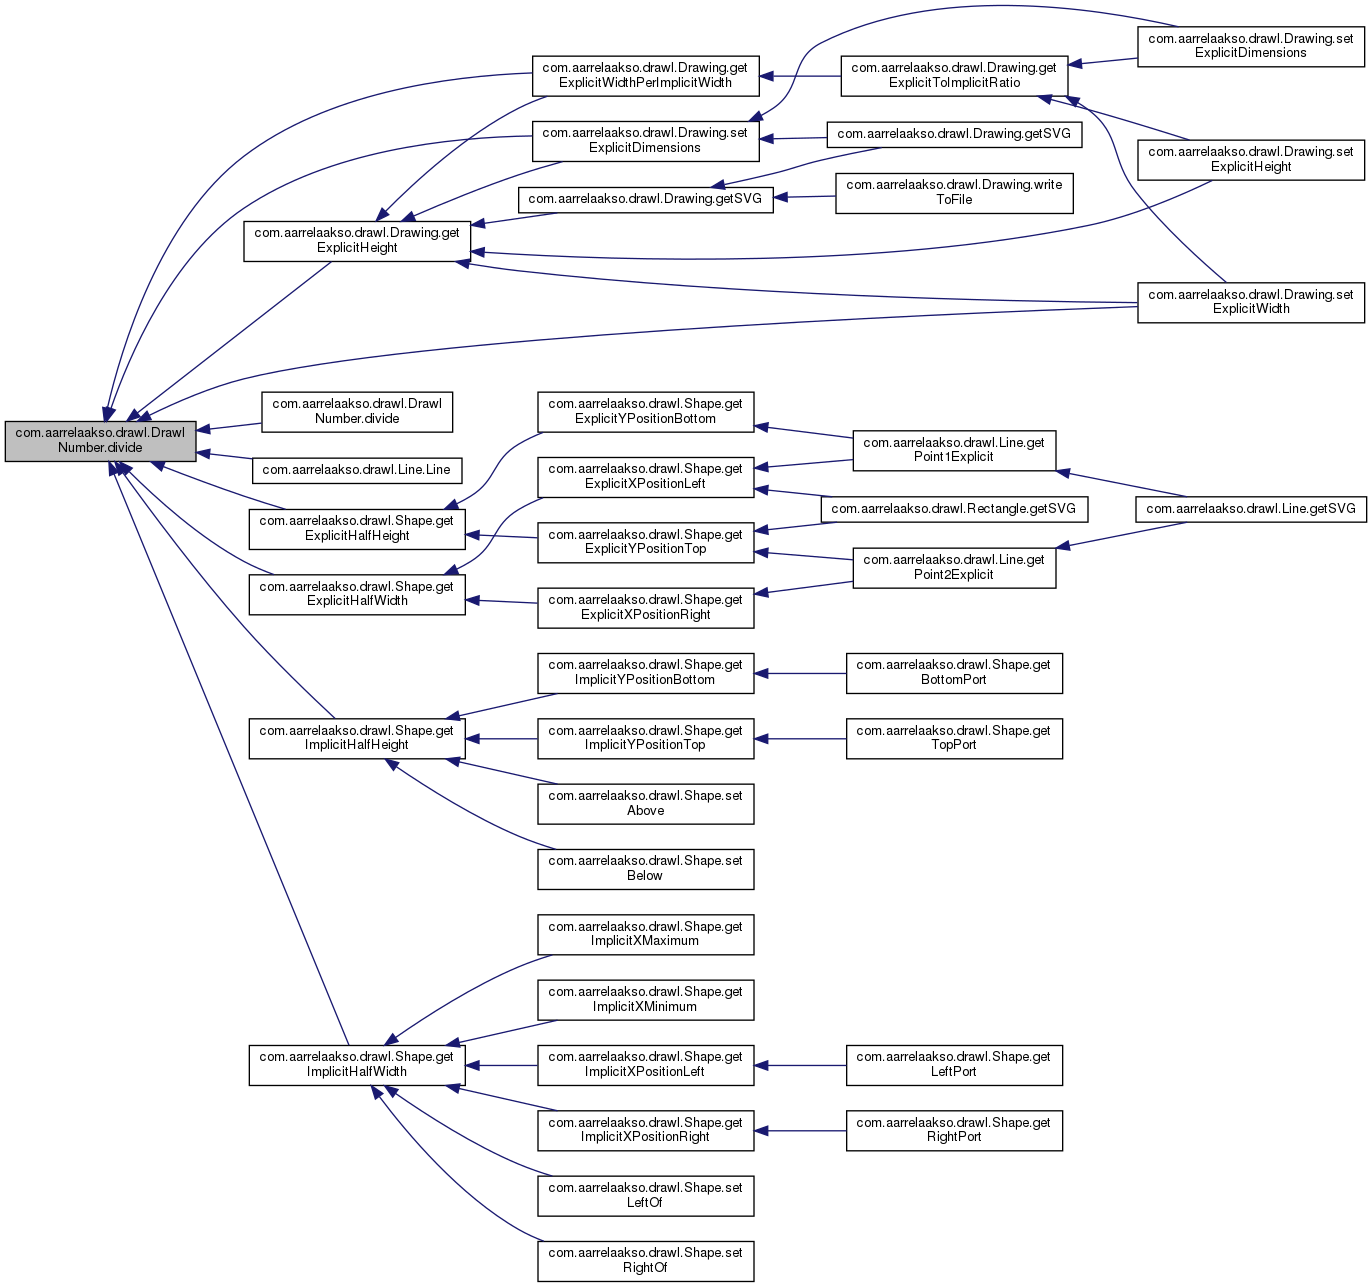 com.aarrelaakso.drawl.Drawl
Number.divide
com.aarrelaakso.drawl.Drawing.get
ExplicitWidthPerImplicitWidth
com.aarrelaakso.drawl.Drawing.set
ExplicitDimensions
com.aarrelaakso.drawl.Drawing.getSVG
com.aarrelaakso.drawl.Drawing.get
ExplicitHeight
com.aarrelaakso.drawl.Drawing.get
ExplicitToImplicitRatio
com.aarrelaakso.drawl.Drawing.getSVG
com.aarrelaakso.drawl.Drawing.write
ToFile
com.aarrelaakso.drawl.Drawing.set
ExplicitDimensions
com.aarrelaakso.drawl.Drawing.set
ExplicitHeight
com.aarrelaakso.drawl.Drawing.set
ExplicitWidth
com.aarrelaakso.drawl.Drawl
Number.divide
com.aarrelaakso.drawl.Line.Line
com.aarrelaakso.drawl.Shape.get
ExplicitHalfHeight
com.aarrelaakso.drawl.Shape.get
ExplicitHalfWidth
com.aarrelaakso.drawl.Shape.get
ExplicitYPositionBottom
com.aarrelaakso.drawl.Shape.get
ExplicitXPositionLeft
com.aarrelaakso.drawl.Shape.get
ExplicitYPositionTop
com.aarrelaakso.drawl.Shape.get
ExplicitXPositionRight
com.aarrelaakso.drawl.Line.get
Point1Explicit
com.aarrelaakso.drawl.Rectangle.getSVG
com.aarrelaakso.drawl.Line.get
Point2Explicit
com.aarrelaakso.drawl.Line.getSVG
com.aarrelaakso.drawl.Shape.get
ImplicitHalfHeight
com.aarrelaakso.drawl.Shape.get
ImplicitYPositionBottom
com.aarrelaakso.drawl.Shape.get
BottomPort
com.aarrelaakso.drawl.Shape.get
ImplicitYPositionTop
com.aarrelaakso.drawl.Shape.get
TopPort
com.aarrelaakso.drawl.Shape.set
Above
com.aarrelaakso.drawl.Shape.set
Below
com.aarrelaakso.drawl.Shape.get
ImplicitHalfWidth
com.aarrelaakso.drawl.Shape.get
ImplicitXMaximum
com.aarrelaakso.drawl.Shape.get
ImplicitXMinimum
com.aarrelaakso.drawl.Shape.get
ImplicitXPositionLeft
com.aarrelaakso.drawl.Shape.get
LeftPort
com.aarrelaakso.drawl.Shape.get
ImplicitXPositionRight
com.aarrelaakso.drawl.Shape.get
RightPort
com.aarrelaakso.drawl.Shape.set
LeftOf
com.aarrelaakso.drawl.Shape.set
RightOf